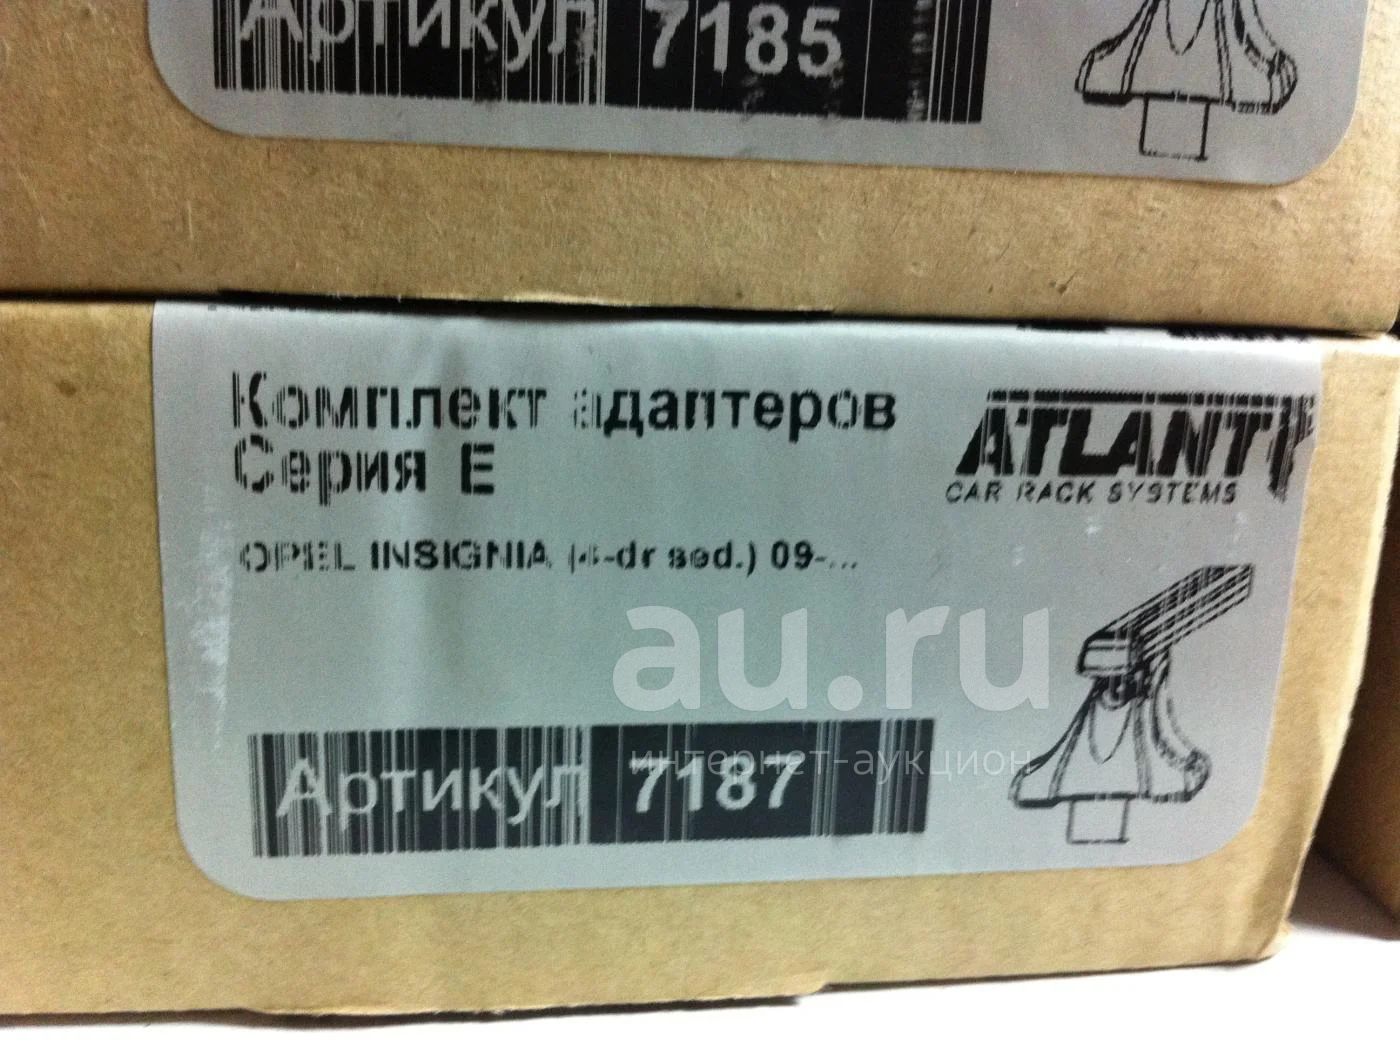 Артикул 7185
Комплект адаптеров
Серия E
ATLANT
CAR RACK SYSTEMS
OPEL INSIGNIA (4-dr sed.) 09-...
au.ru
интернет-аукцион
Артикул 7187